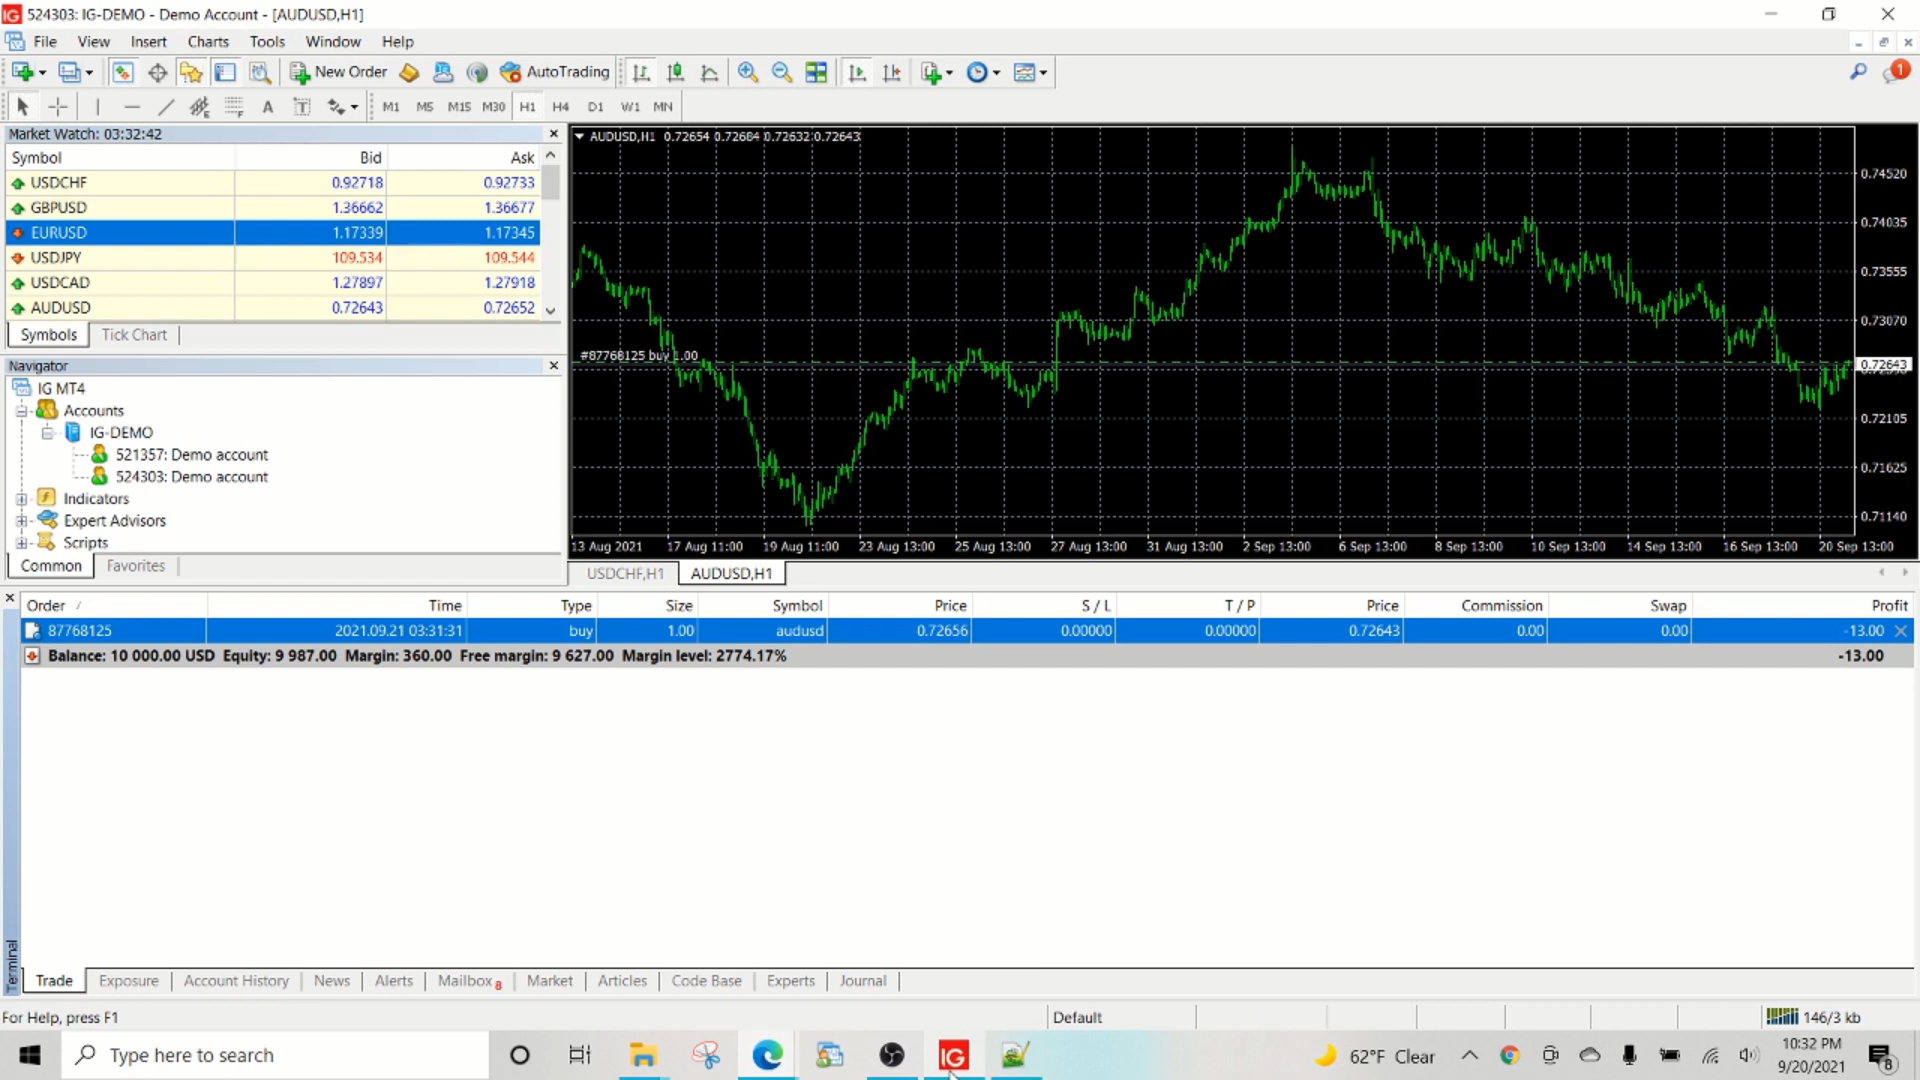 524303: IG-DEMO - Demo Account - [AUDUSD,H1]
File View Insert Charts Tools Window Help
New Order AutoTrading 1
A T M1 M5 M15 M30 H1 H4 D1 W1 MN
Market Watch: 03:32:42
Symbol Bid Ask
USDCHF 0.92718 0.92733
GBPUSD 1.36662 1.36677
EURUSD 1.17339 1.17345
USDJPY 109.534 109.544
USDCAD 1.27897 1.27918
AUDUSD 0.72643 0.72652
Symbols Tick Chart
Navigator
IG MT4
Accounts
IG-DEMO
521357: Demo account
524303: Demo account
Indicators
Expert Advisors
Scripts
Common Favorites
AUDUSD,H1 0.72654 0.72684 0.72632 0.72643
0.74520
0.74035
0.73555
0.73070
#87768125 buy 1.00
0.72643
0.72105
0.71625
0.71140
13 Aug 2021 17 Aug 11:00 19 Aug 11:00 23 Aug 13:00 25 Aug 13:00 27 Aug 13:00 31 Aug 13:00 2 Sep 13:00 6 Sep 13:00 8 Sep 13:00 10 Sep 13:00 14 Sep 13:00 16 Sep 13:00 20 Sep 13:00
USDCHF,H1 AUDUSD,H1
Order / Time Type Size Symbol Price S / L T / P Price Commission Swap Profit
87768125 2021.09.21 03:31:31 buy 1.00 audusd 0.72656 0.00000 0.00000 0.72643 0.00 0.00 -13.00
Balance: 10 000.00 USD Equity: 9 987.00 Margin: 360.00 Free margin: 9 627.00 Margin level: 2774.17% -13.00
Terminal
Trade Exposure Account History News Alerts Mailbox 8 Market Articles Code Base Experts Journal
For Help, press F1 Default 146/3 kb
Type here to search IG 62°F Clear 10:32 PM
9/20/2021 8